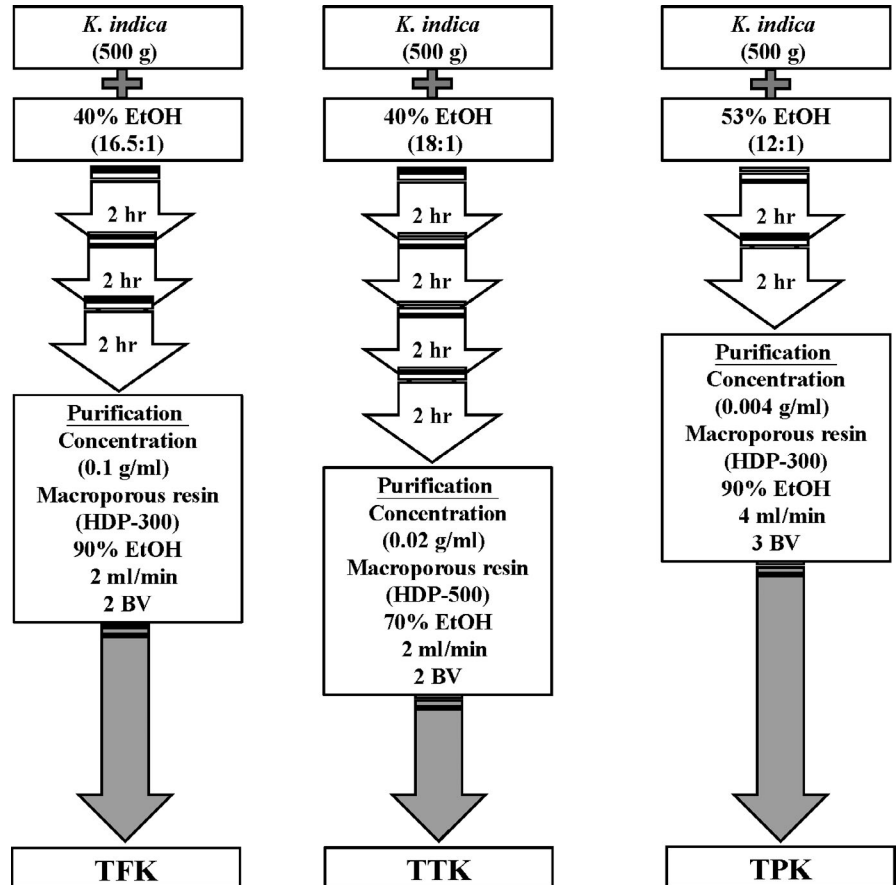 K. indica
(500 g)
40% EtOH
(16.5:1)
2 hr
2 hr
2 hr
Purification
Concentration
(0.1 g/ml)
Macroporous resin
(HDP-300)
90% EtOH
2 ml/min
2 BV
TFK
K. indica
(500 g)
40% EtOH
(18:1)
2 hr
2 hr
2 hr
2 hr
Purification
Concentration
(0.02 g/ml)
Macroporous resin
(HDP-500)
70% EtOH
2 ml/min
2 BV
TTK
K. indica
(500 g)
53% EtOH
(12:1)
2 hr
2 hr
Purification
Concentration
(0.004 g/ml)
Macroporous resin
(HDP-300)
90% EtOH
4 ml/min
3 BV
TPK